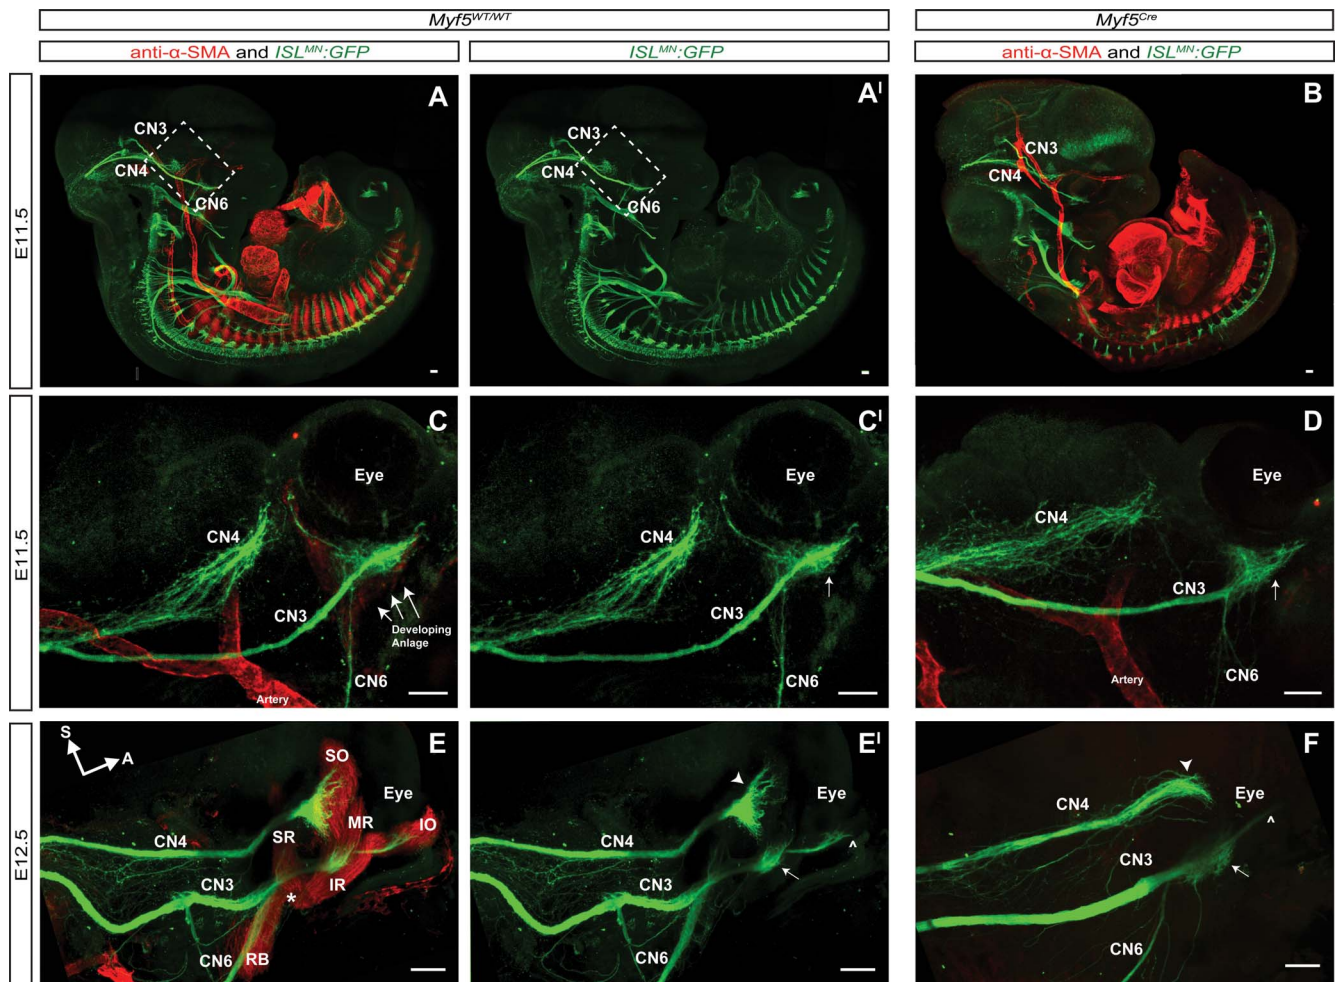 Myf5WT/WT
Myf5Cre
anti-α-SMA and ISLMN:GFP
ISLMN:GFP
anti-α-SMA and ISLMN:GFP
E11.5
A
CN3
CN4
CN6
AI
CN3
CN4
CN6
B
CN3
CN4
E11.5
C
Eye
CN4
CN3
Developing
Anlage
CN6
Artery
CI
Eye
CN4
CN3
CN6
D
Eye
CN4
CN3
CN6
Artery
E12.5
S
A
E
SO
Eye
MR
IO
SR
CN4
CN3
IR
*
CN6
RB
EI
Eye
CN4
^
CN3
CN6
F
Eye
CN4
^
CN3
CN6